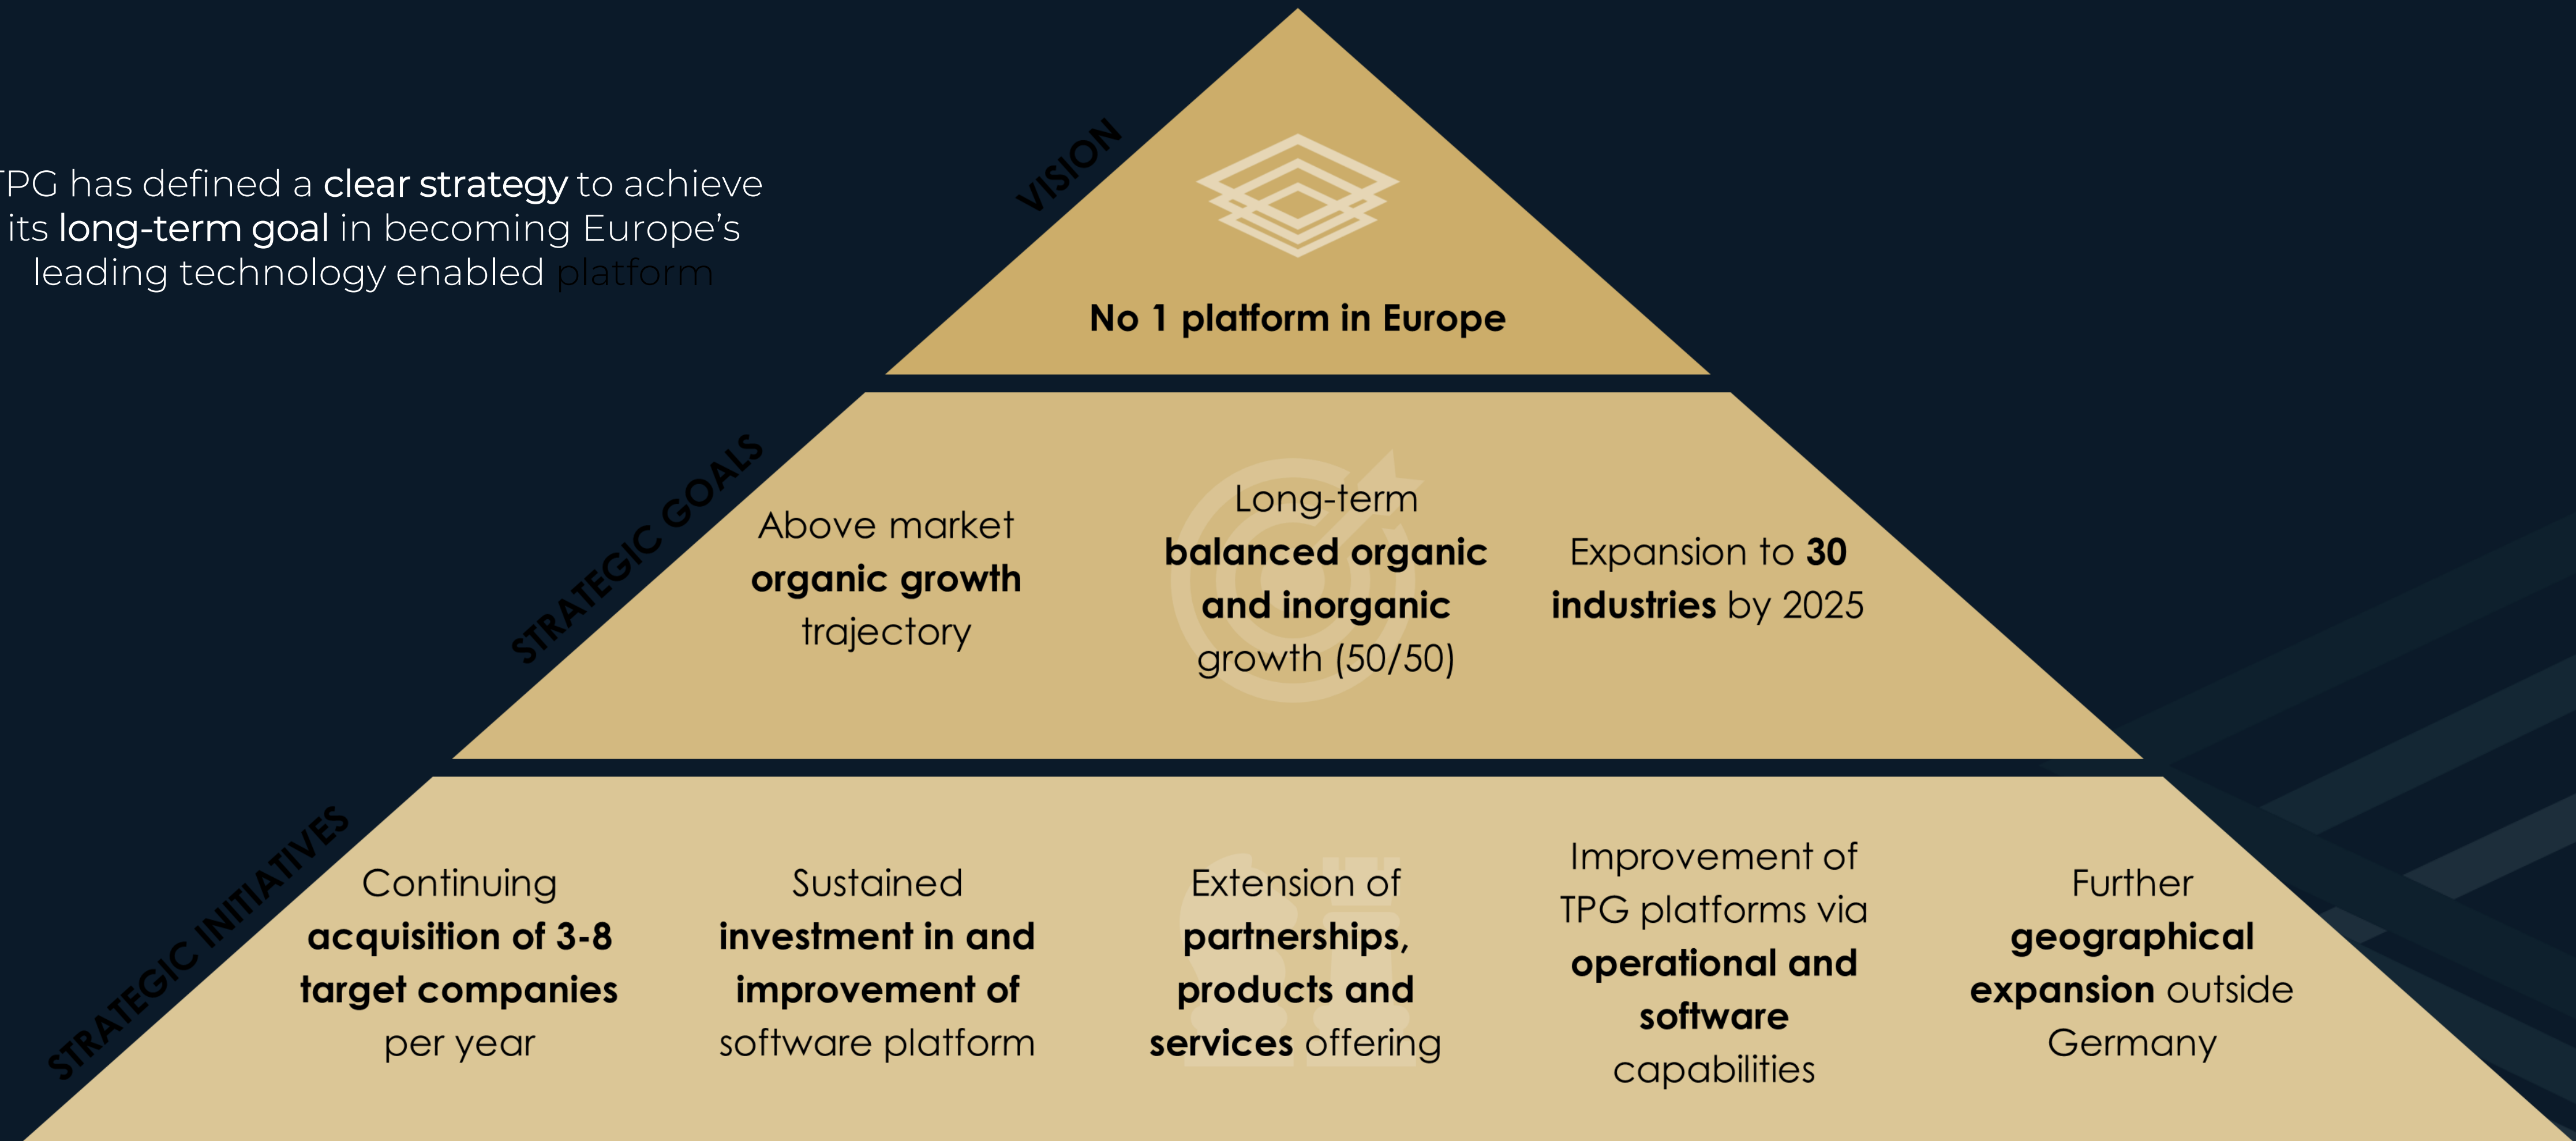 TPG has defined a clear strategy to achieve
its long-term goal in becoming Europe's
leading technology enabled platform
VISION
No 1 platform in Europe
STRATEGIC GOALS
Above market
organic growth
trajectory
Long-term
balanced organic
and inorganic
growth (50/50)
Expansion to 30
industries by 2025
STRATEGIC INITIATIVES
Continuing
acquisition of 3-8
target companies
per year
Sustained
investment in and
improvement of
software platform
Extension of
partnerships,
products and
services offering
Improvement of
TPG platforms via
operational and
software
capabilities
Further
geographical
expansion outside
Germany